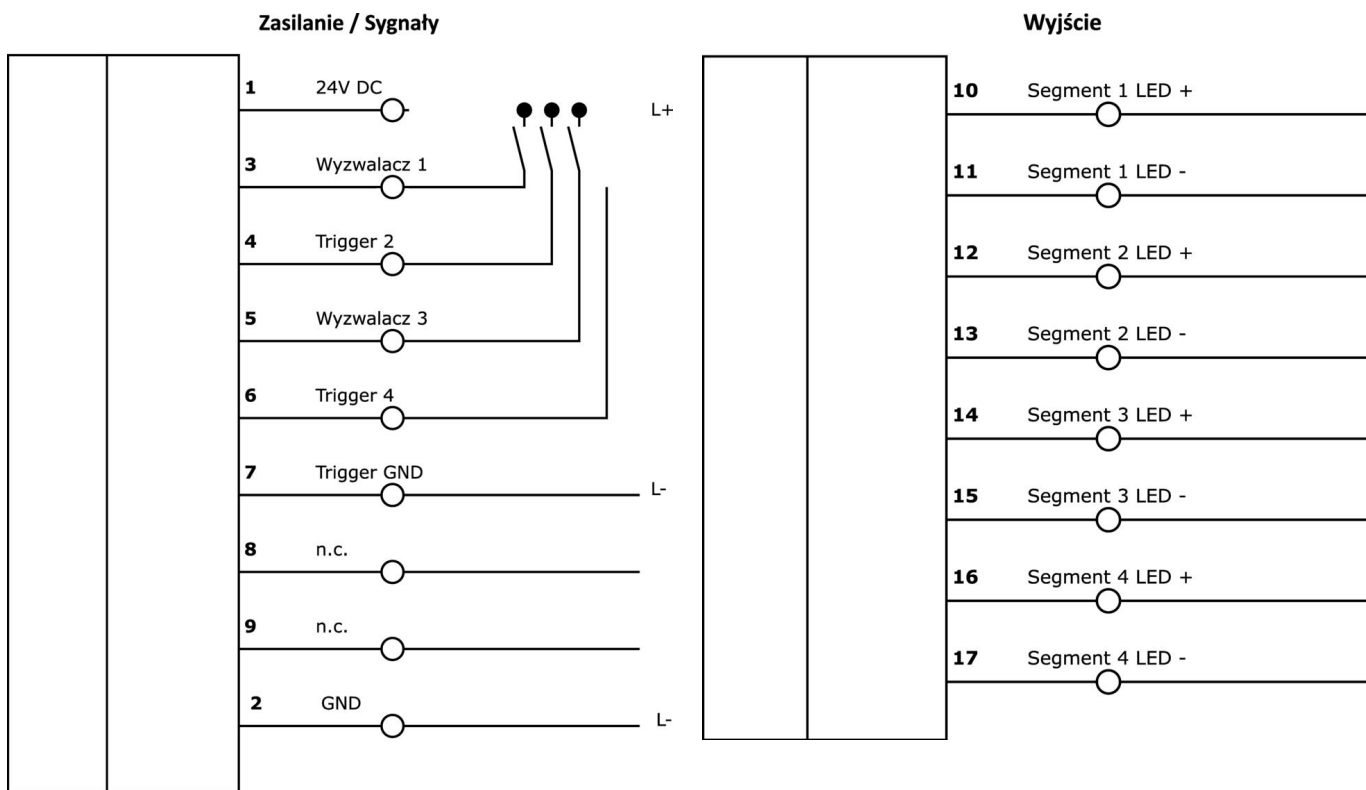 Zasilanie / Sygnały
1 24V DC
L+
3 Wyzwalacz 1
4 Trigger 2
5 Wyzwalacz 3
6 Trigger 4
7 Trigger GND
L-
8 n.c.
9 n.c.
2 GND
L-
Wyjście
10 Segment 1 LED +
11 Segment 1 LED -
12 Segment 2 LED +
13 Segment 2 LED -
14 Segment 3 LED +
15 Segment 3 LED -
16 Segment 4 LED +
17 Segment 4 LED -